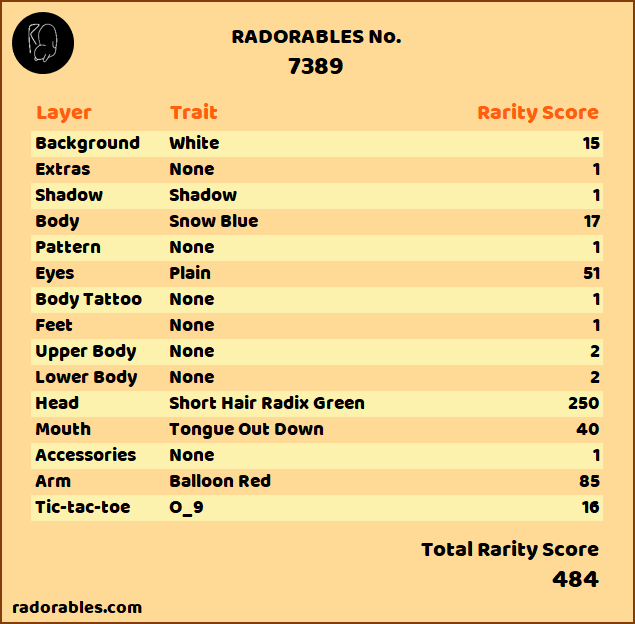 RADORABLES No.
7389
Layer Trait Rarity Score
Background White 15
Extras None 1
Shadow Shadow 1
Body Snow Blue 17
Pattern None 1
Eyes Plain 51
Body Tattoo None 1
Feet None 1
Upper Body None 2
Lower Body None 2
Head Short Hair Radix Green 250
Mouth Tongue Out Down 40
Accessories None 1
Arm Balloon Red 85
Tic-tac-toe O_9 16
Total Rarity Score
484
radorables.com